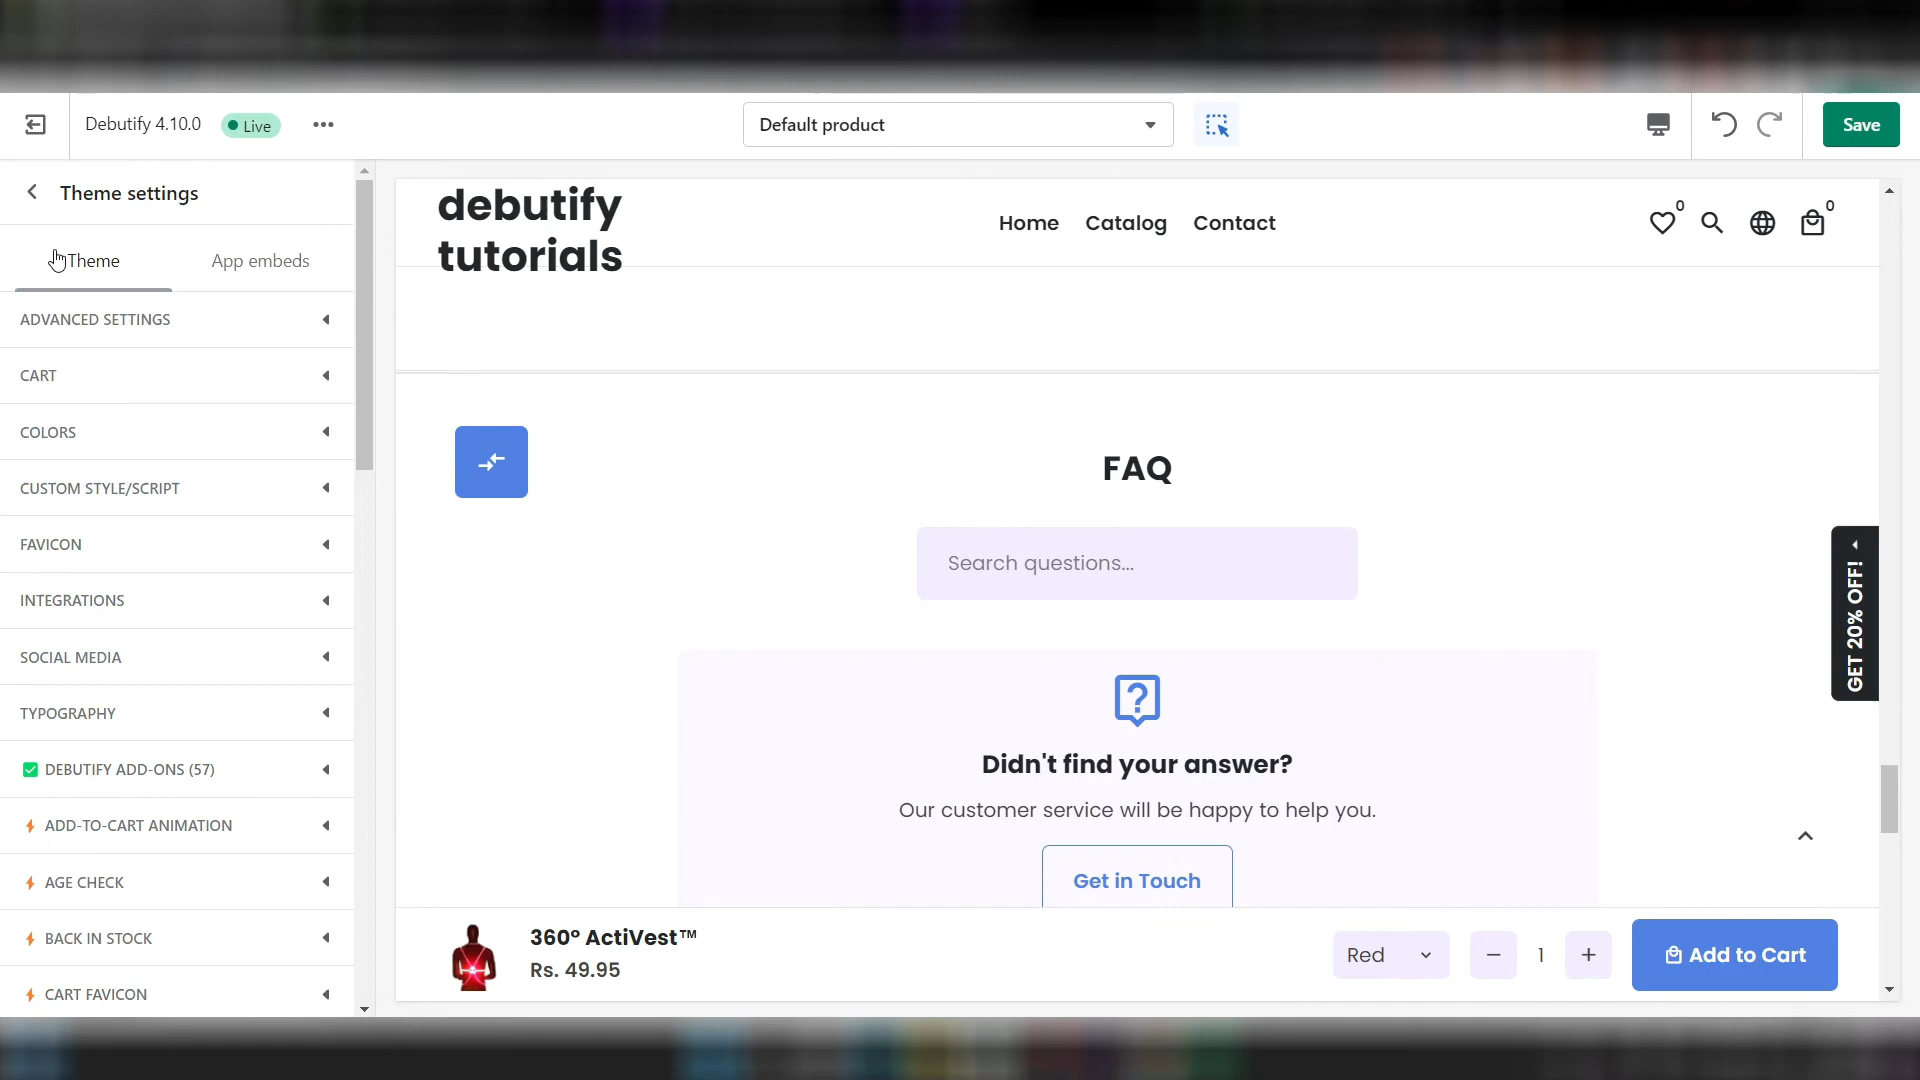 Debutify 4.10.0
Live
Default product
Save
Theme settings
Theme
App embeds
ADVANCED SETTINGS
CART
COLORS
CUSTOM STYLE/SCRIPT
FAVICON
INTEGRATIONS
SOCIAL MEDIA
TYPOGRAPHY
DEBUTIFY ADD-ONS (57)
ADD-TO-CART ANIMATION
AGE CHECK
BACK IN STOCK
CART FAVICON
debutify
tutorials
Home Catalog Contact
0
0
FAQ
Search questions...
Didn't find your answer?
Our customer service will be happy to help you.
Get in Touch
GET 20% OFF!
360° ActiVest™
Rs. 49.95
Red
1
Add to Cart